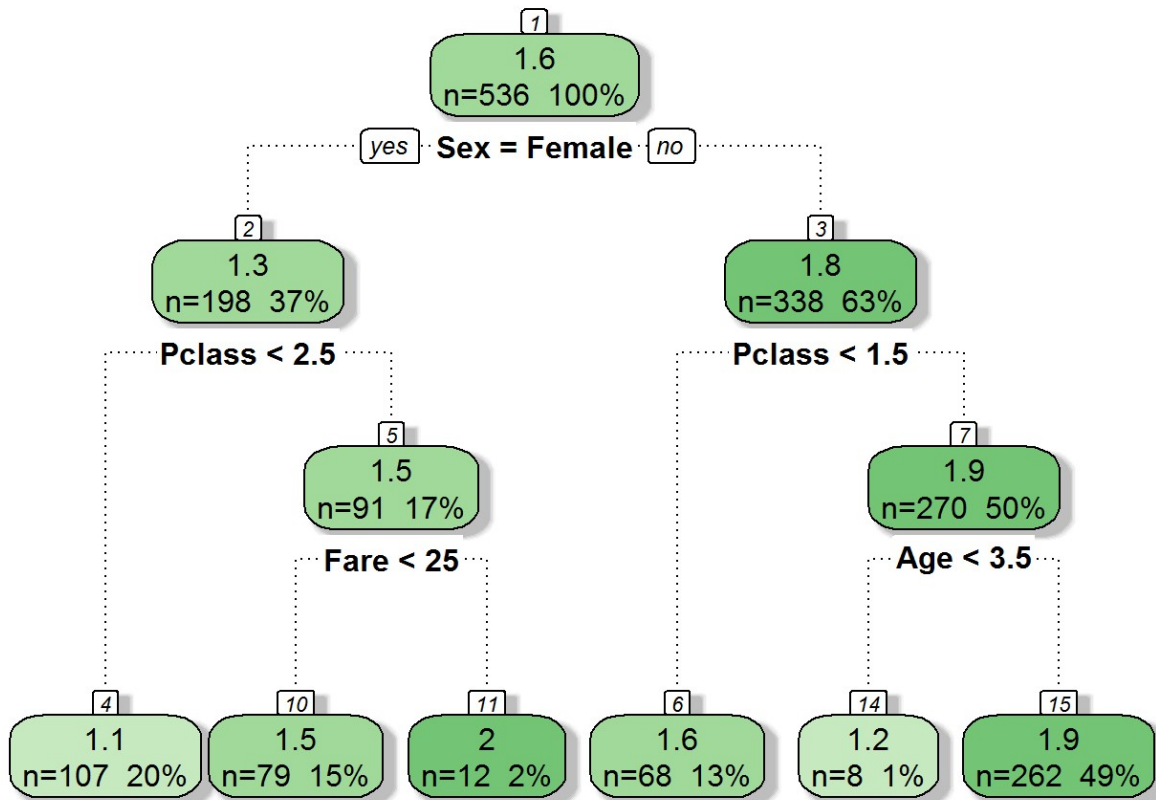 1
1.6
n=536 100%
yes Sex = Female no
2
1.3
n=198 37%
3
1.8
n=338 63%
Pclass < 2.5
Pclass < 1.5
5
1.5
n=91 17%
7
1.9
n=270 50%
Fare < 25
Age < 3.5
4
1.1
n=107 20%
10
1.5
n=79 15%
11
2
n=12 2%
6
1.6
n=68 13%
14
1.2
n=8 1%
15
1.9
n=262 49%